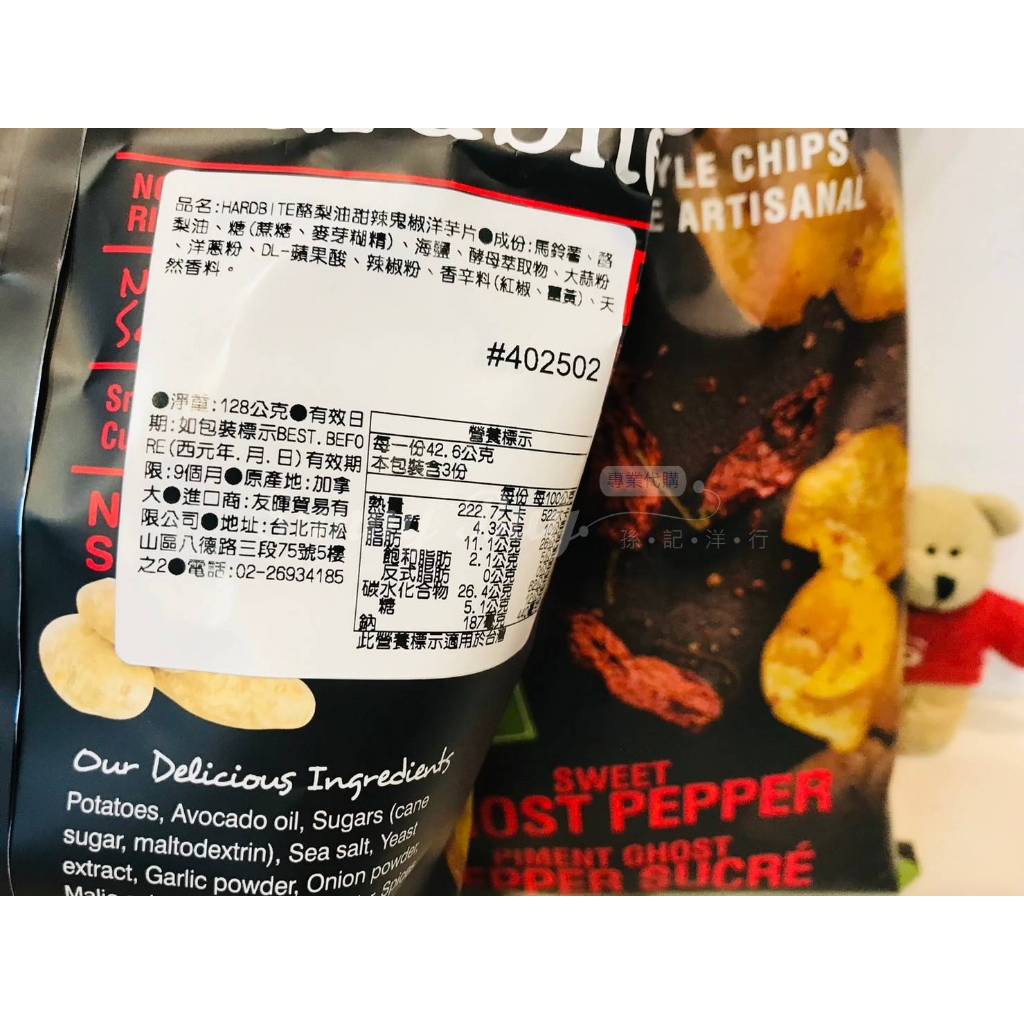 YLE CHIPS
E ARTISANAL
品名:HARDBITE酪梨油甜辣鬼椒洋芋片●成份:馬鈴薯、酪
梨油、糖(蔗糖、麥芽糊精)、海鹽、酵母萃取物、大蒜粉
、洋蔥粉、DL-蘋果酸、辣椒粉、香辛料(紅椒、薑黃)、天
然香料。
#402502
●淨重:128公克●有效日
期:如包裝標示BEST.BEFO
RE(西元年.月.日)有效期
限:9個月●原產地:加拿
大●進口商:友暉貿易有
限公司●地址:台北市松
山區八德路三段75號5樓
之2●電話:02-26934185
營養標示
每一份42.6公克
本包裝含3份
每份 每100公克
熱量 222.7大卡
蛋白質 4.3公克
脂肪 11.1公克
飽和脂肪 2.1公克
反式脂肪 0公克
碳水化合物 26.4公克
糖 5.1公克
鈉 187毫克
此營養標示適用於台灣
專業代購
孫•記•洋•行
Our Delicious Ingredients
Potatoes, Avocado oil, Sugars (cane
sugar, maltodextrin), Sea salt, Yeast
extract, Garlic powder, Onion powder,
SWEET
OST PEPPER
PIMENT GHOST
EPPER SUCRÉ